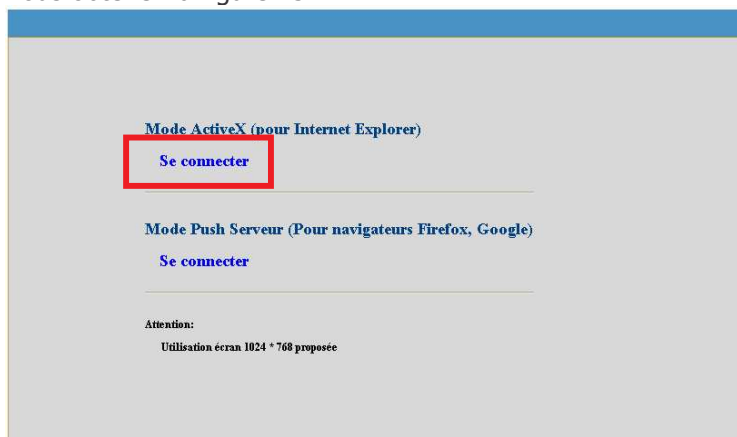 Mode ActiveX (pour Internet Explorer)
Se connecter
Mode Push Serveur (Pour navigateurs Firefox, Google)
Se connecter
Attention:
Utilisation écran 1024 * 768 proposée